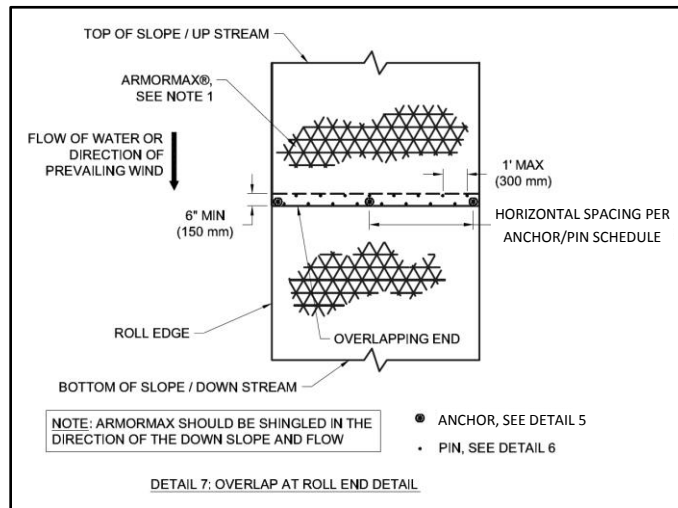 TOP OF SLOPE / UP STREAM
ARMORMAX®,
SEE NOTE 1
FLOW OF WATER OR
DIRECTION OF
PREVAILING WIND
1' MAX
(300 mm)
6" MIN
(150 mm)
HORIZONTAL SPACING PER
ANCHOR/PIN SCHEDULE
ROLL EDGE
OVERLAPPING END
BOTTOM OF SLOPE / DOWN STREAM
NOTE: ARMORMAX SHOULD BE SHINGLED IN THE
DIRECTION OF THE DOWN SLOPE AND FLOW
ANCHOR, SEE DETAIL 5
PIN, SEE DETAIL 6
DETAIL 7: OVERLAP AT ROLL END DETAIL